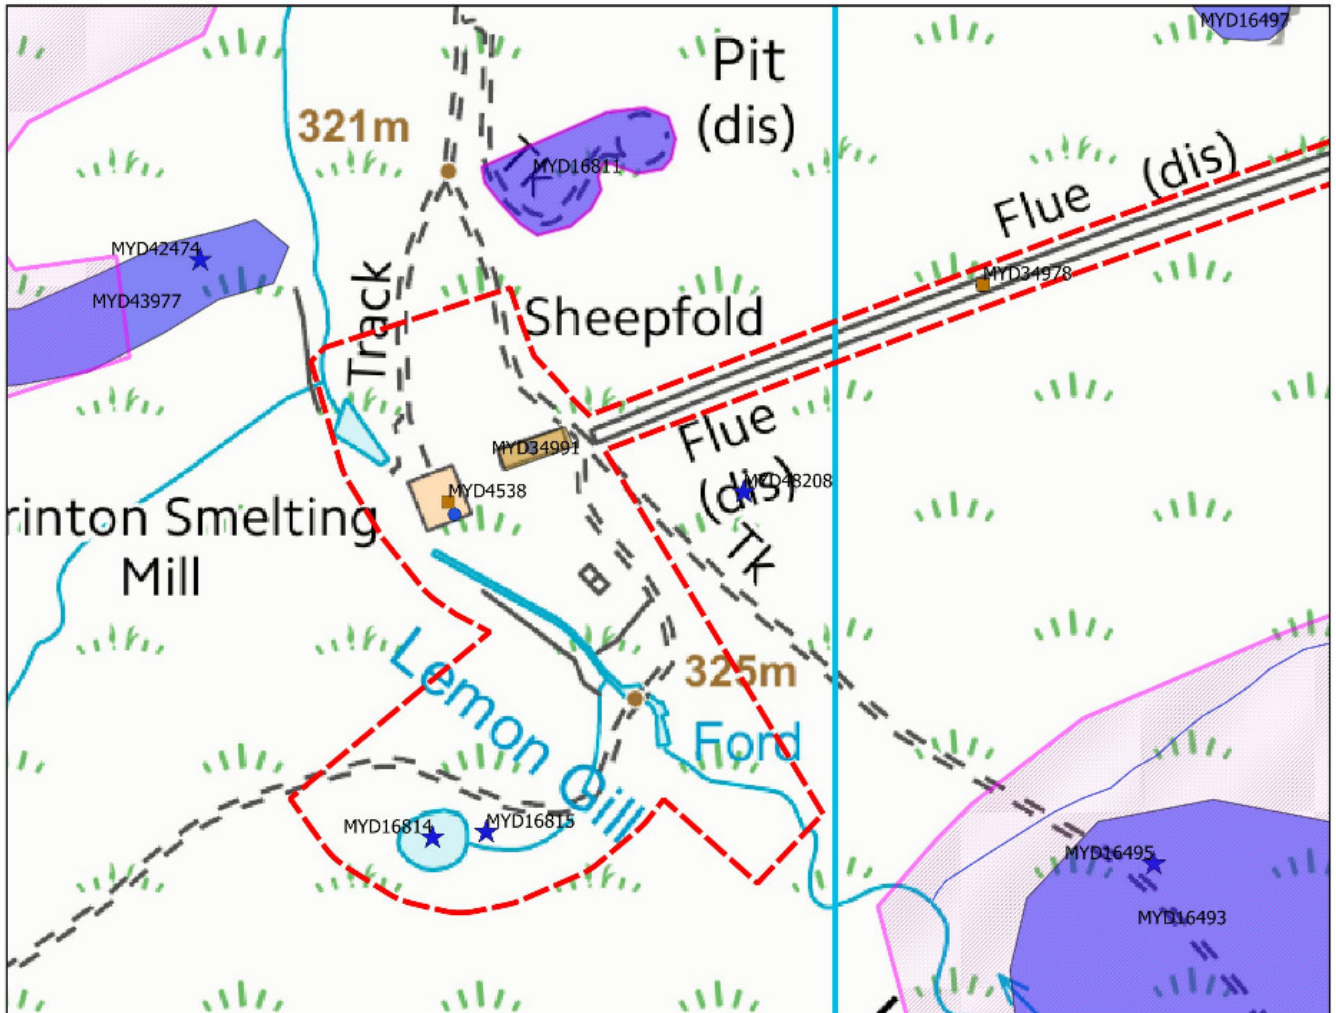 MYD16497
Pit
(dis)
321m
MYD16811
Flue (dis)
MYD42474
MYD43977
MYD34978
Track
Sheepfold
Flue
(dis)
MYD34991
MYD48208
MYD4538
rinton Smelting
Mill
Tk
Lemon Gill
325m
Ford
MYD16814
MYD16815
MYD16495
MYD16493